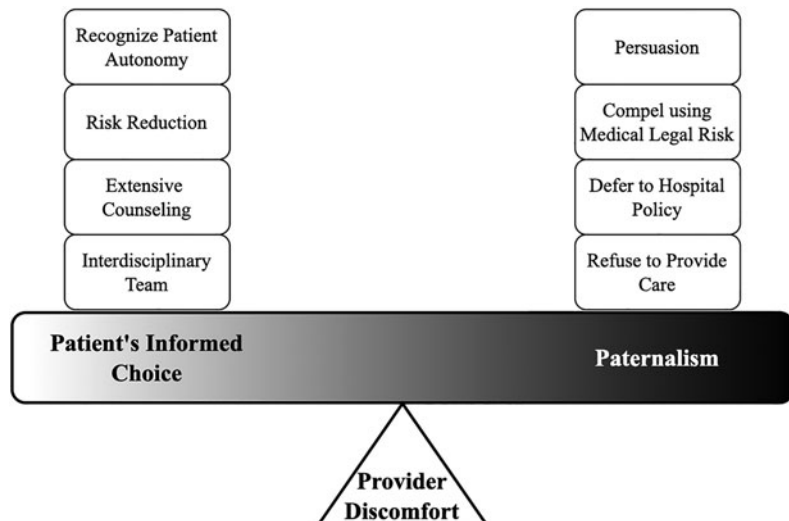 Recognize Patient
Autonomy
Risk Reduction
Extensive
Counseling
Interdisciplinary
Team
Persuasion
Compel using
Medical Legal Risk
Defer to Hospital
Policy
Refuse to Provide
Care
Patient's Informed
Choice
Paternalism
Provider
Discomfort